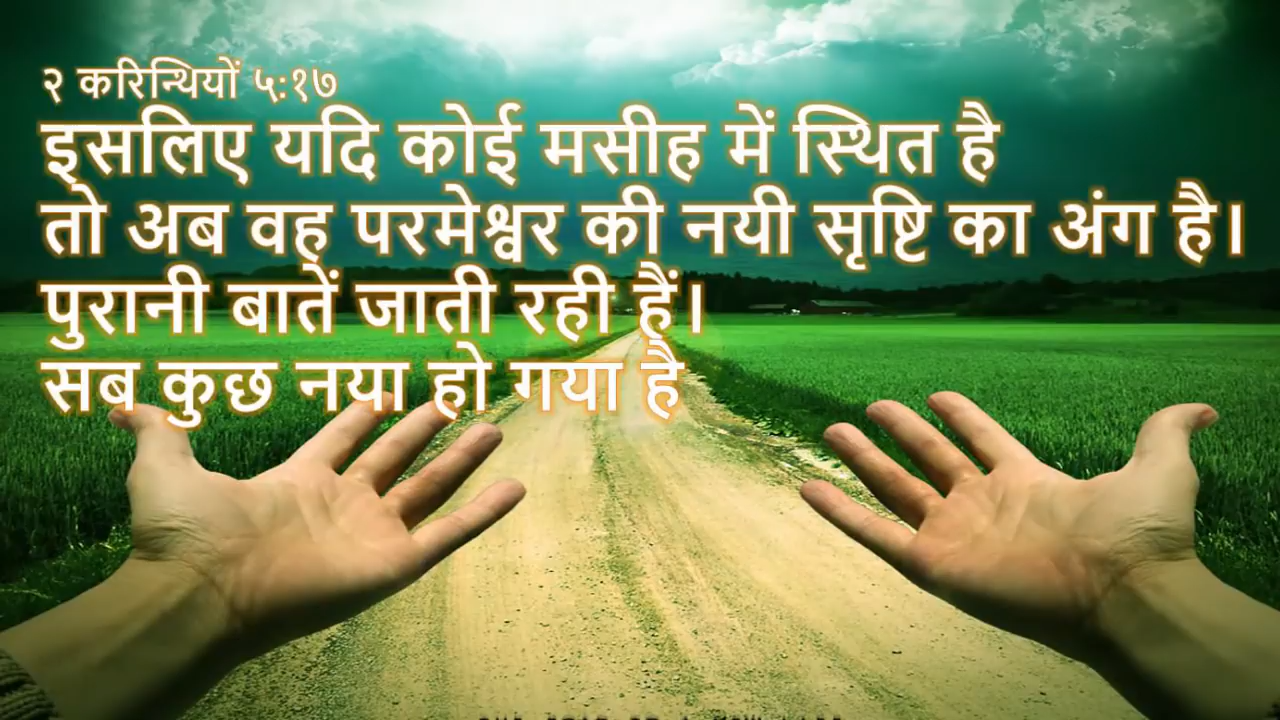 २ करिन्थियों ५:१७
इसलिए यदि कोई मसीह में स्थित है
तो अब वह परमेश्वर की नयी सृष्टि का अंग है।
पुरानी बातें जाती रही हैं।
सब कुछ नया हो गया है